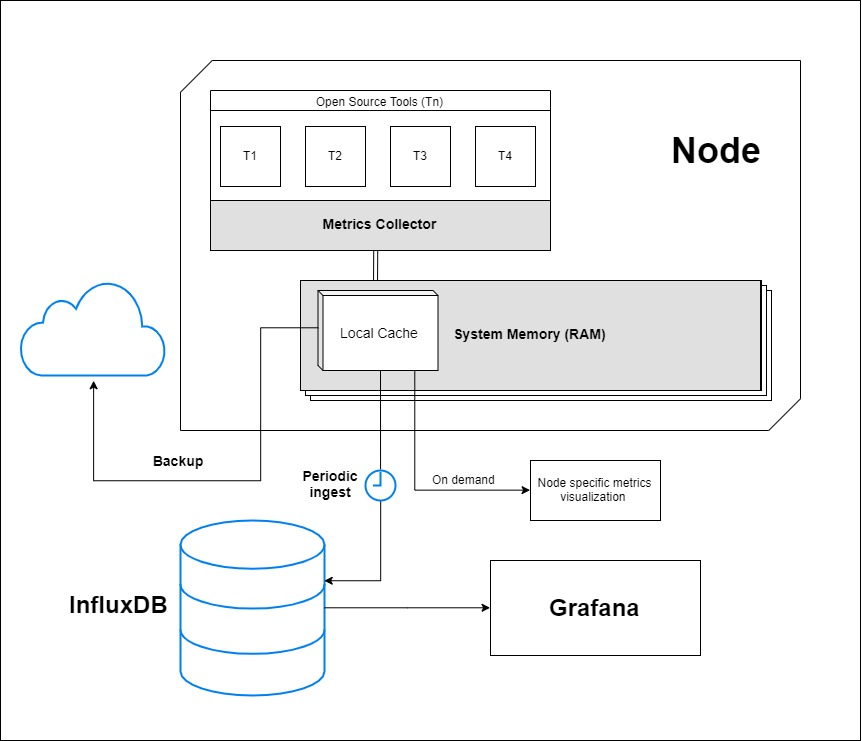 Open Source Tools (Tn)
T1
T2
T3
T4
Node
Metrics Collector
Local Cache
System Memory (RAM)
Backup
Periodic
ingest
On demand
Node specific metrics
visualization
InfluxDB
Grafana